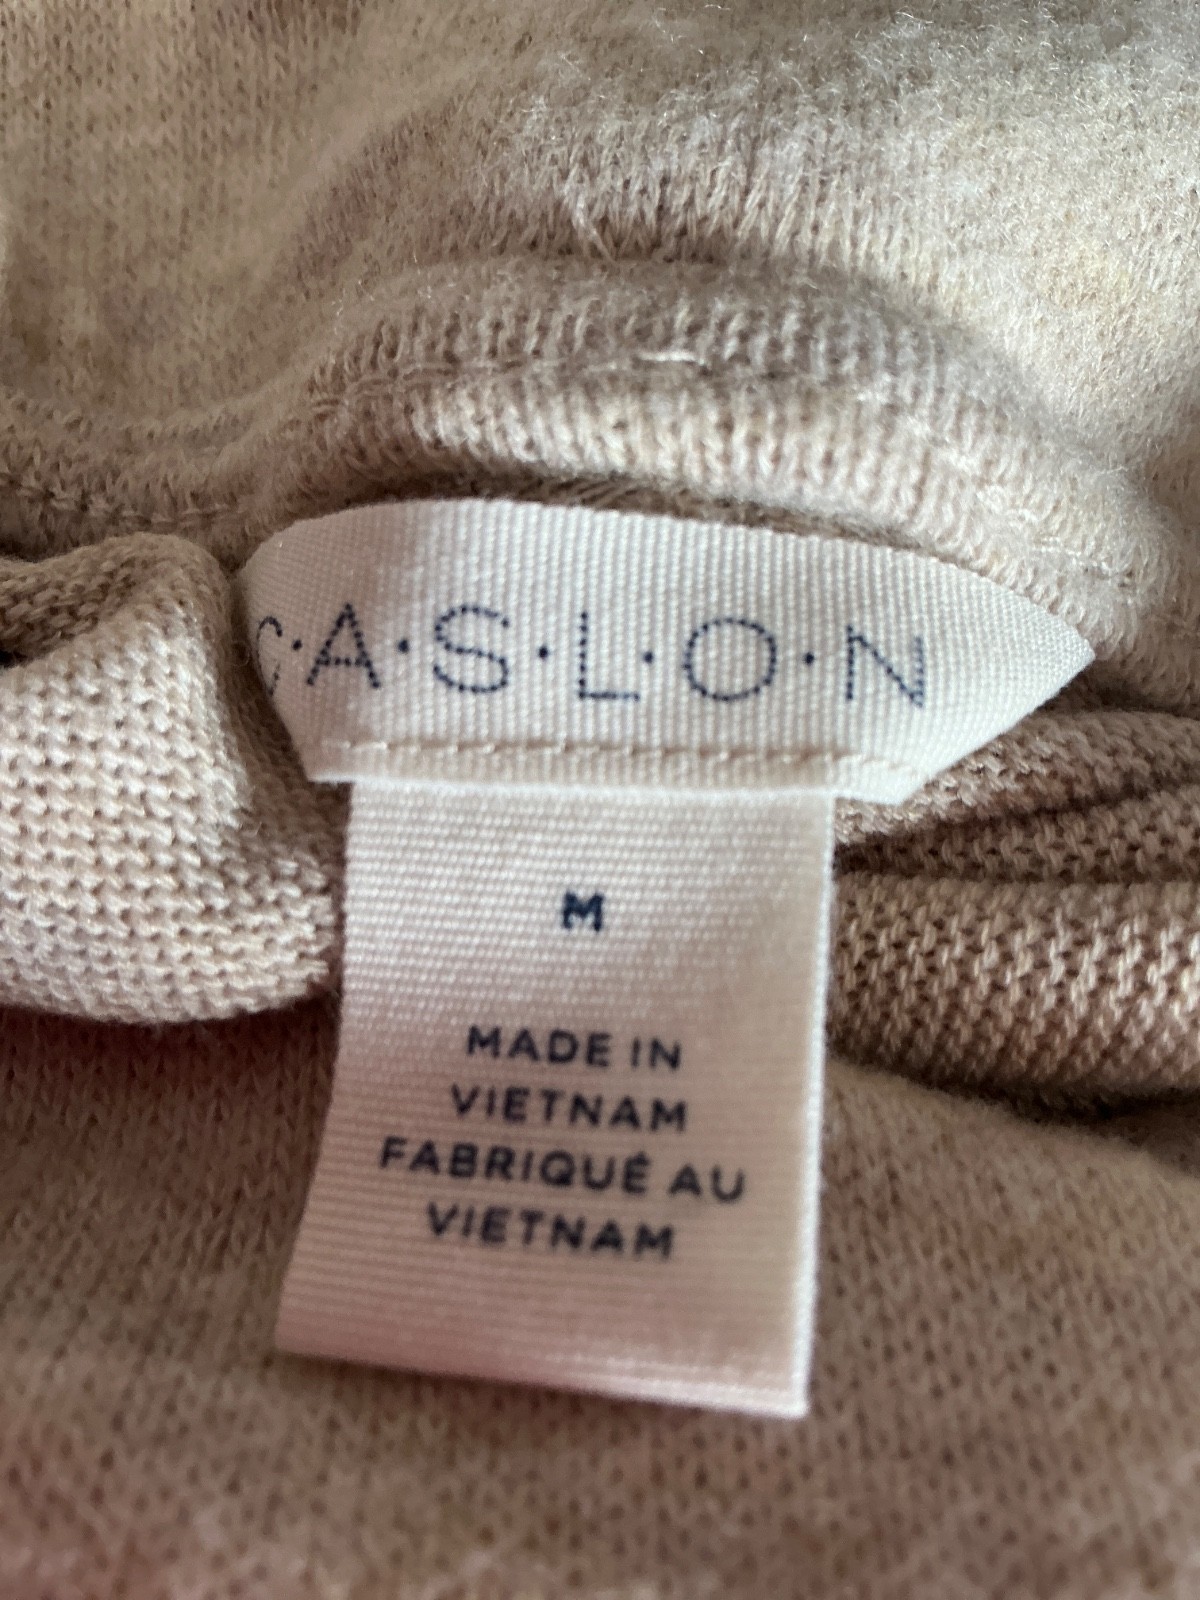 C·A·S·L·O·N
M
MADE IN
VIETNAM
FABRIQUÉ AU
VIETNAM